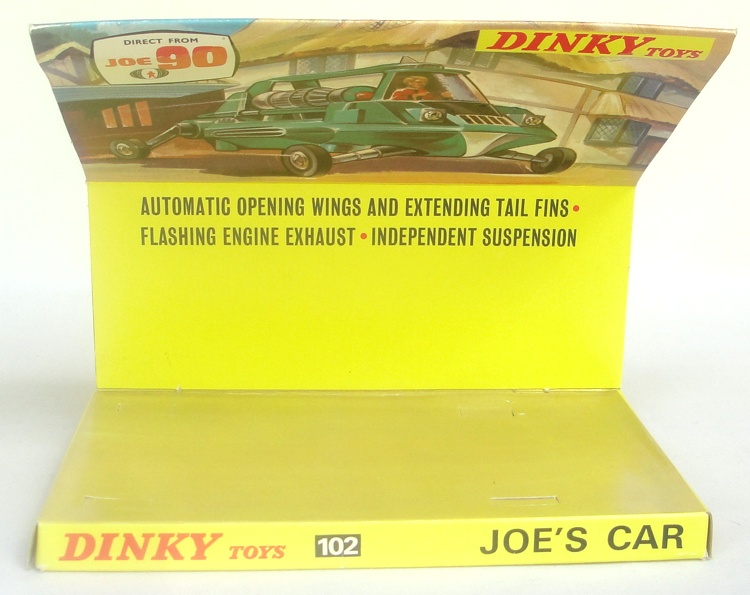 DIRECT FROM
JOE 90
DINKY TOYS
AUTOMATIC OPENING WINGS AND EXTENDING TAIL FINS •
FLASHING ENGINE EXHAUST • INDEPENDENT SUSPENSION
DINKY TOYS 102 JOE'S CAR